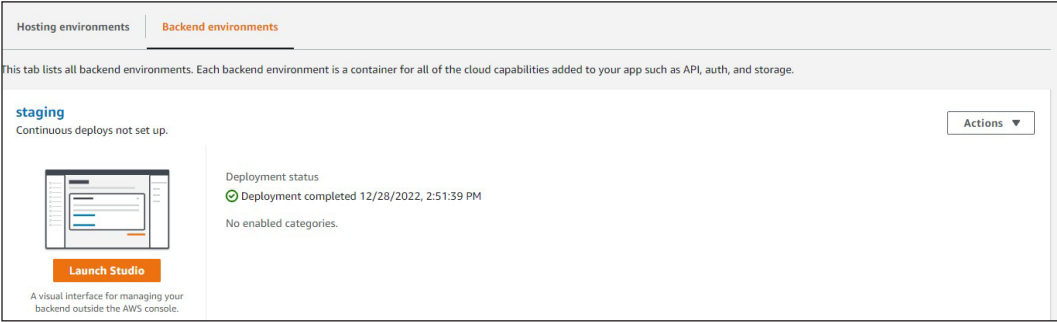 Hosting environments
Backend environments
This tab lists all backend environments. Each backend environment is a container for all of the cloud capabilities added to your app such as API, auth, and storage.
staging
Continuous deploys not set up.
Actions
Deployment status
Deployment completed 12/28/2022, 2:51:39 PM
No enabled categories.
Launch Studio
A visual interface for managing your
backend outside the AWS console.